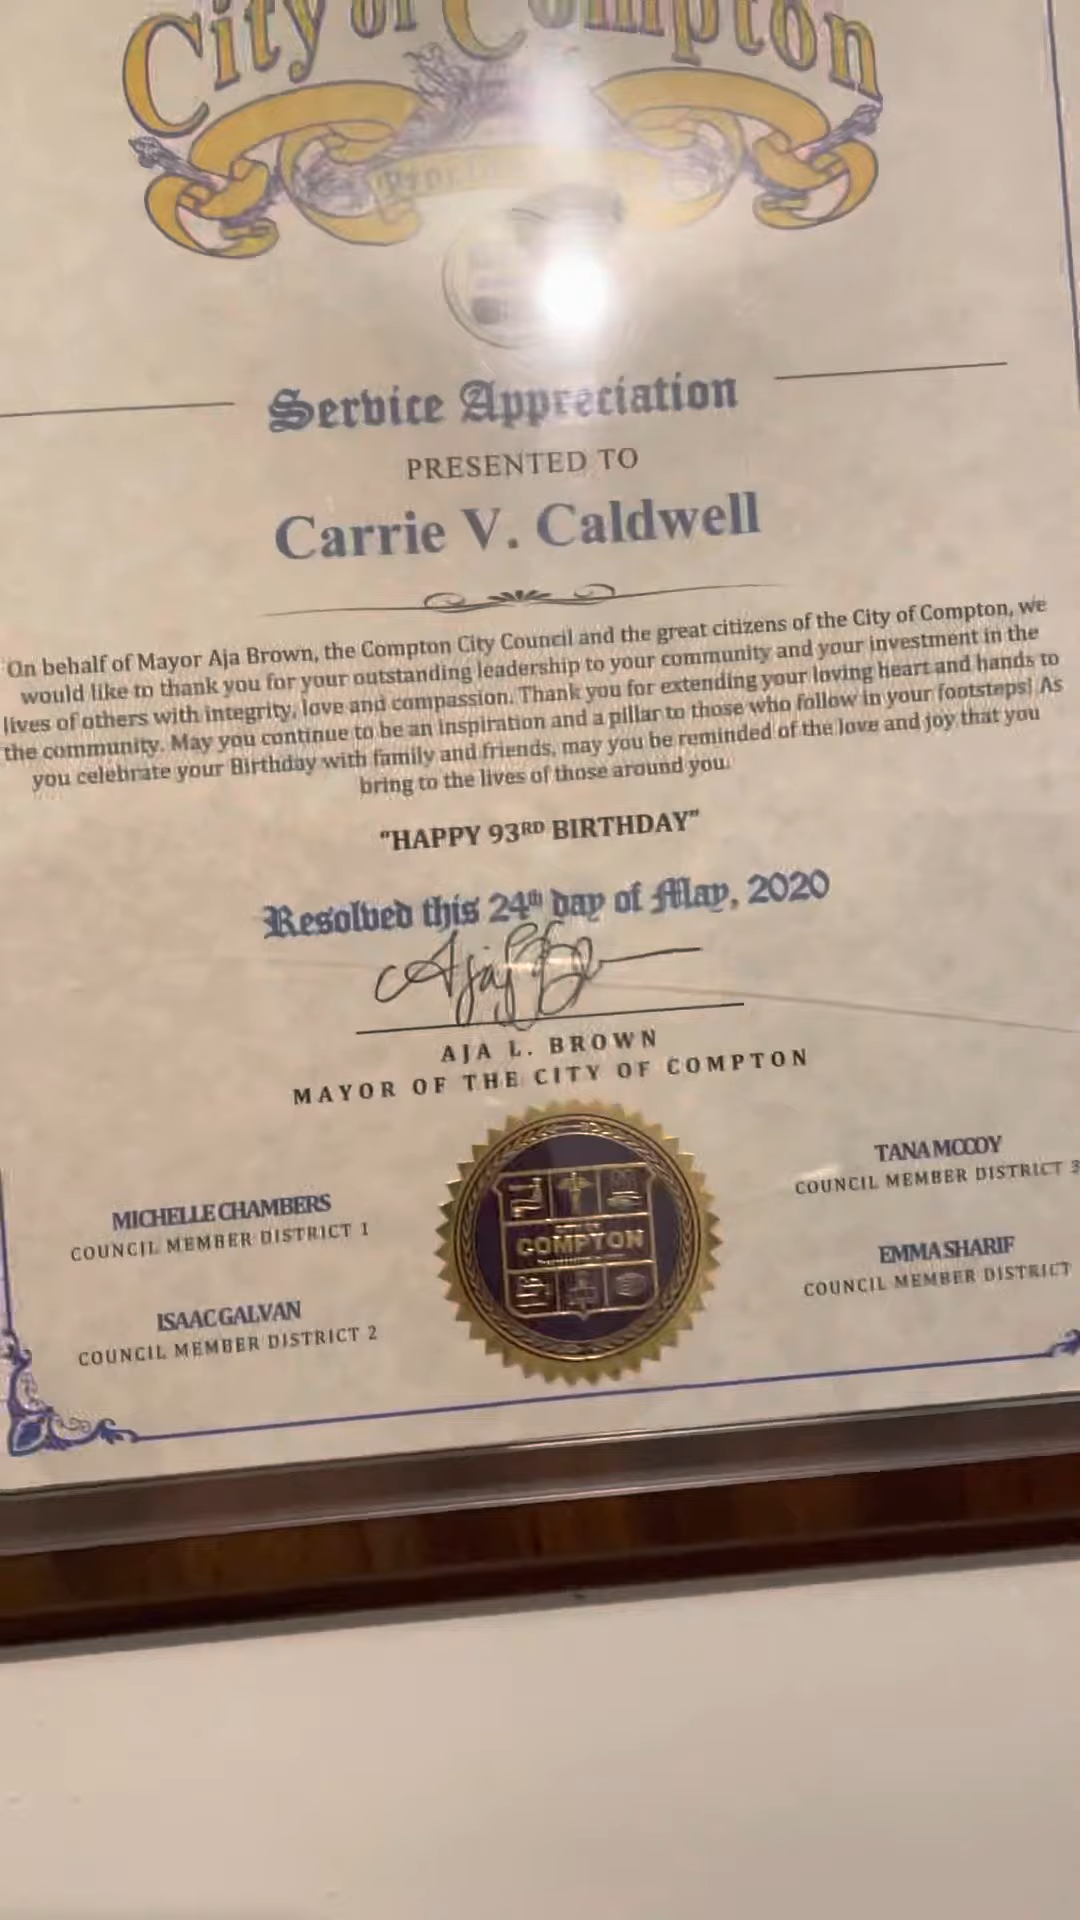 City of Compton
Service Appreciation
PRESENTED TO
Carrie V. Caldwell
On behalf of Mayor Aja Brown, the Compton City Council and the great citizens of the City of Compton, we
would like to thank you for your outstanding leadership to your community and your investment in the
lives of others with integrity, love and compassion. Thank you for extending your loving heart and hands to
the community. May you continue to be an inspiration and a pillar to those who follow in your footsteps! As
you celebrate your Birthday with family and friends, may you be reminded of the love and joy that you
bring to the lives of those around you.
"HAPPY 93RD BIRTHDAY"
Resolved this 24th day of May, 2020
AJA L. BROWN
MAYOR OF THE CITY OF COMPTON
TANA MCCOY
COUNCIL MEMBER DISTRICT 3
MICHELLE CHAMBERS
COUNCIL MEMBER DISTRICT 1
EMMA SHARIF
COUNCIL MEMBER DISTRICT
ISAAC GALVAN
COUNCIL MEMBER DISTRICT 2
COMPTON